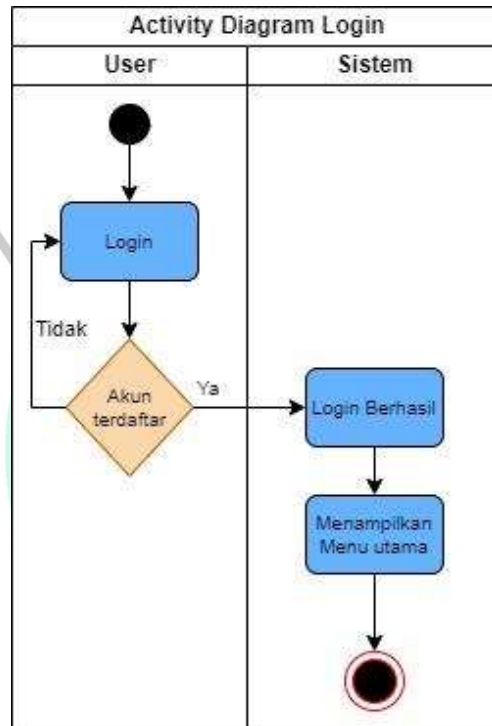 Activity Diagram Login
User
Sistem
Login
Tidak
Akun
terdaftar
Ya
Login Berhasil
Menampilkan
Menu utama